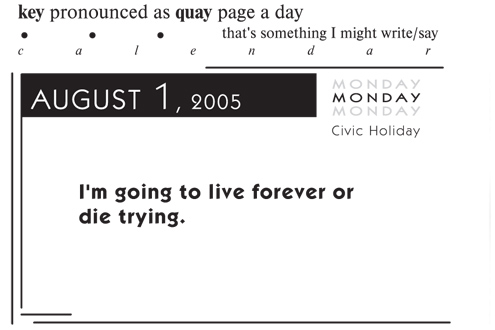 key pronounced as quay page a day
• • • that's something I might write/say
c a l e n d a r
AUGUST 1, 2005
MONDAY
MONDAY
MONDAY
Civic Holiday
I'm going to live forever or
die trying.